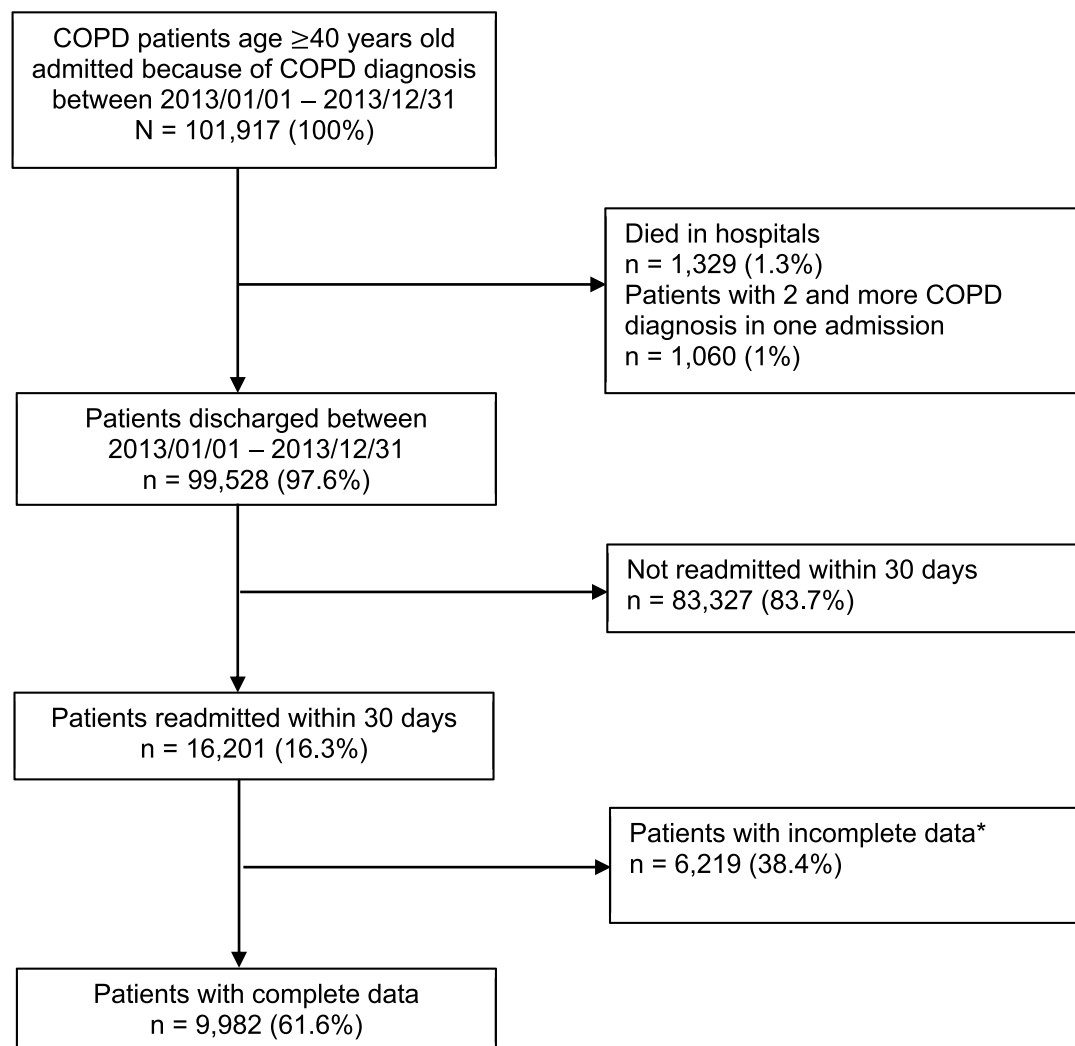 COPD patients age ≥40 years old
admitted because of COPD diagnosis
between 2013/01/01 – 2013/12/31
N = 101,917 (100%)
Died in hospitals
n = 1,329 (1.3%)
Patients with 2 and more COPD
diagnosis in one admission
n = 1,060 (1%)
Patients discharged between
2013/01/01 – 2013/12/31
n = 99,528 (97.6%)
Not readmitted within 30 days
n = 83,327 (83.7%)
Patients readmitted within 30 days
n = 16,201 (16.3%)
Patients with incomplete data*
n = 6,219 (38.4%)
Patients with complete data
n = 9,982 (61.6%)